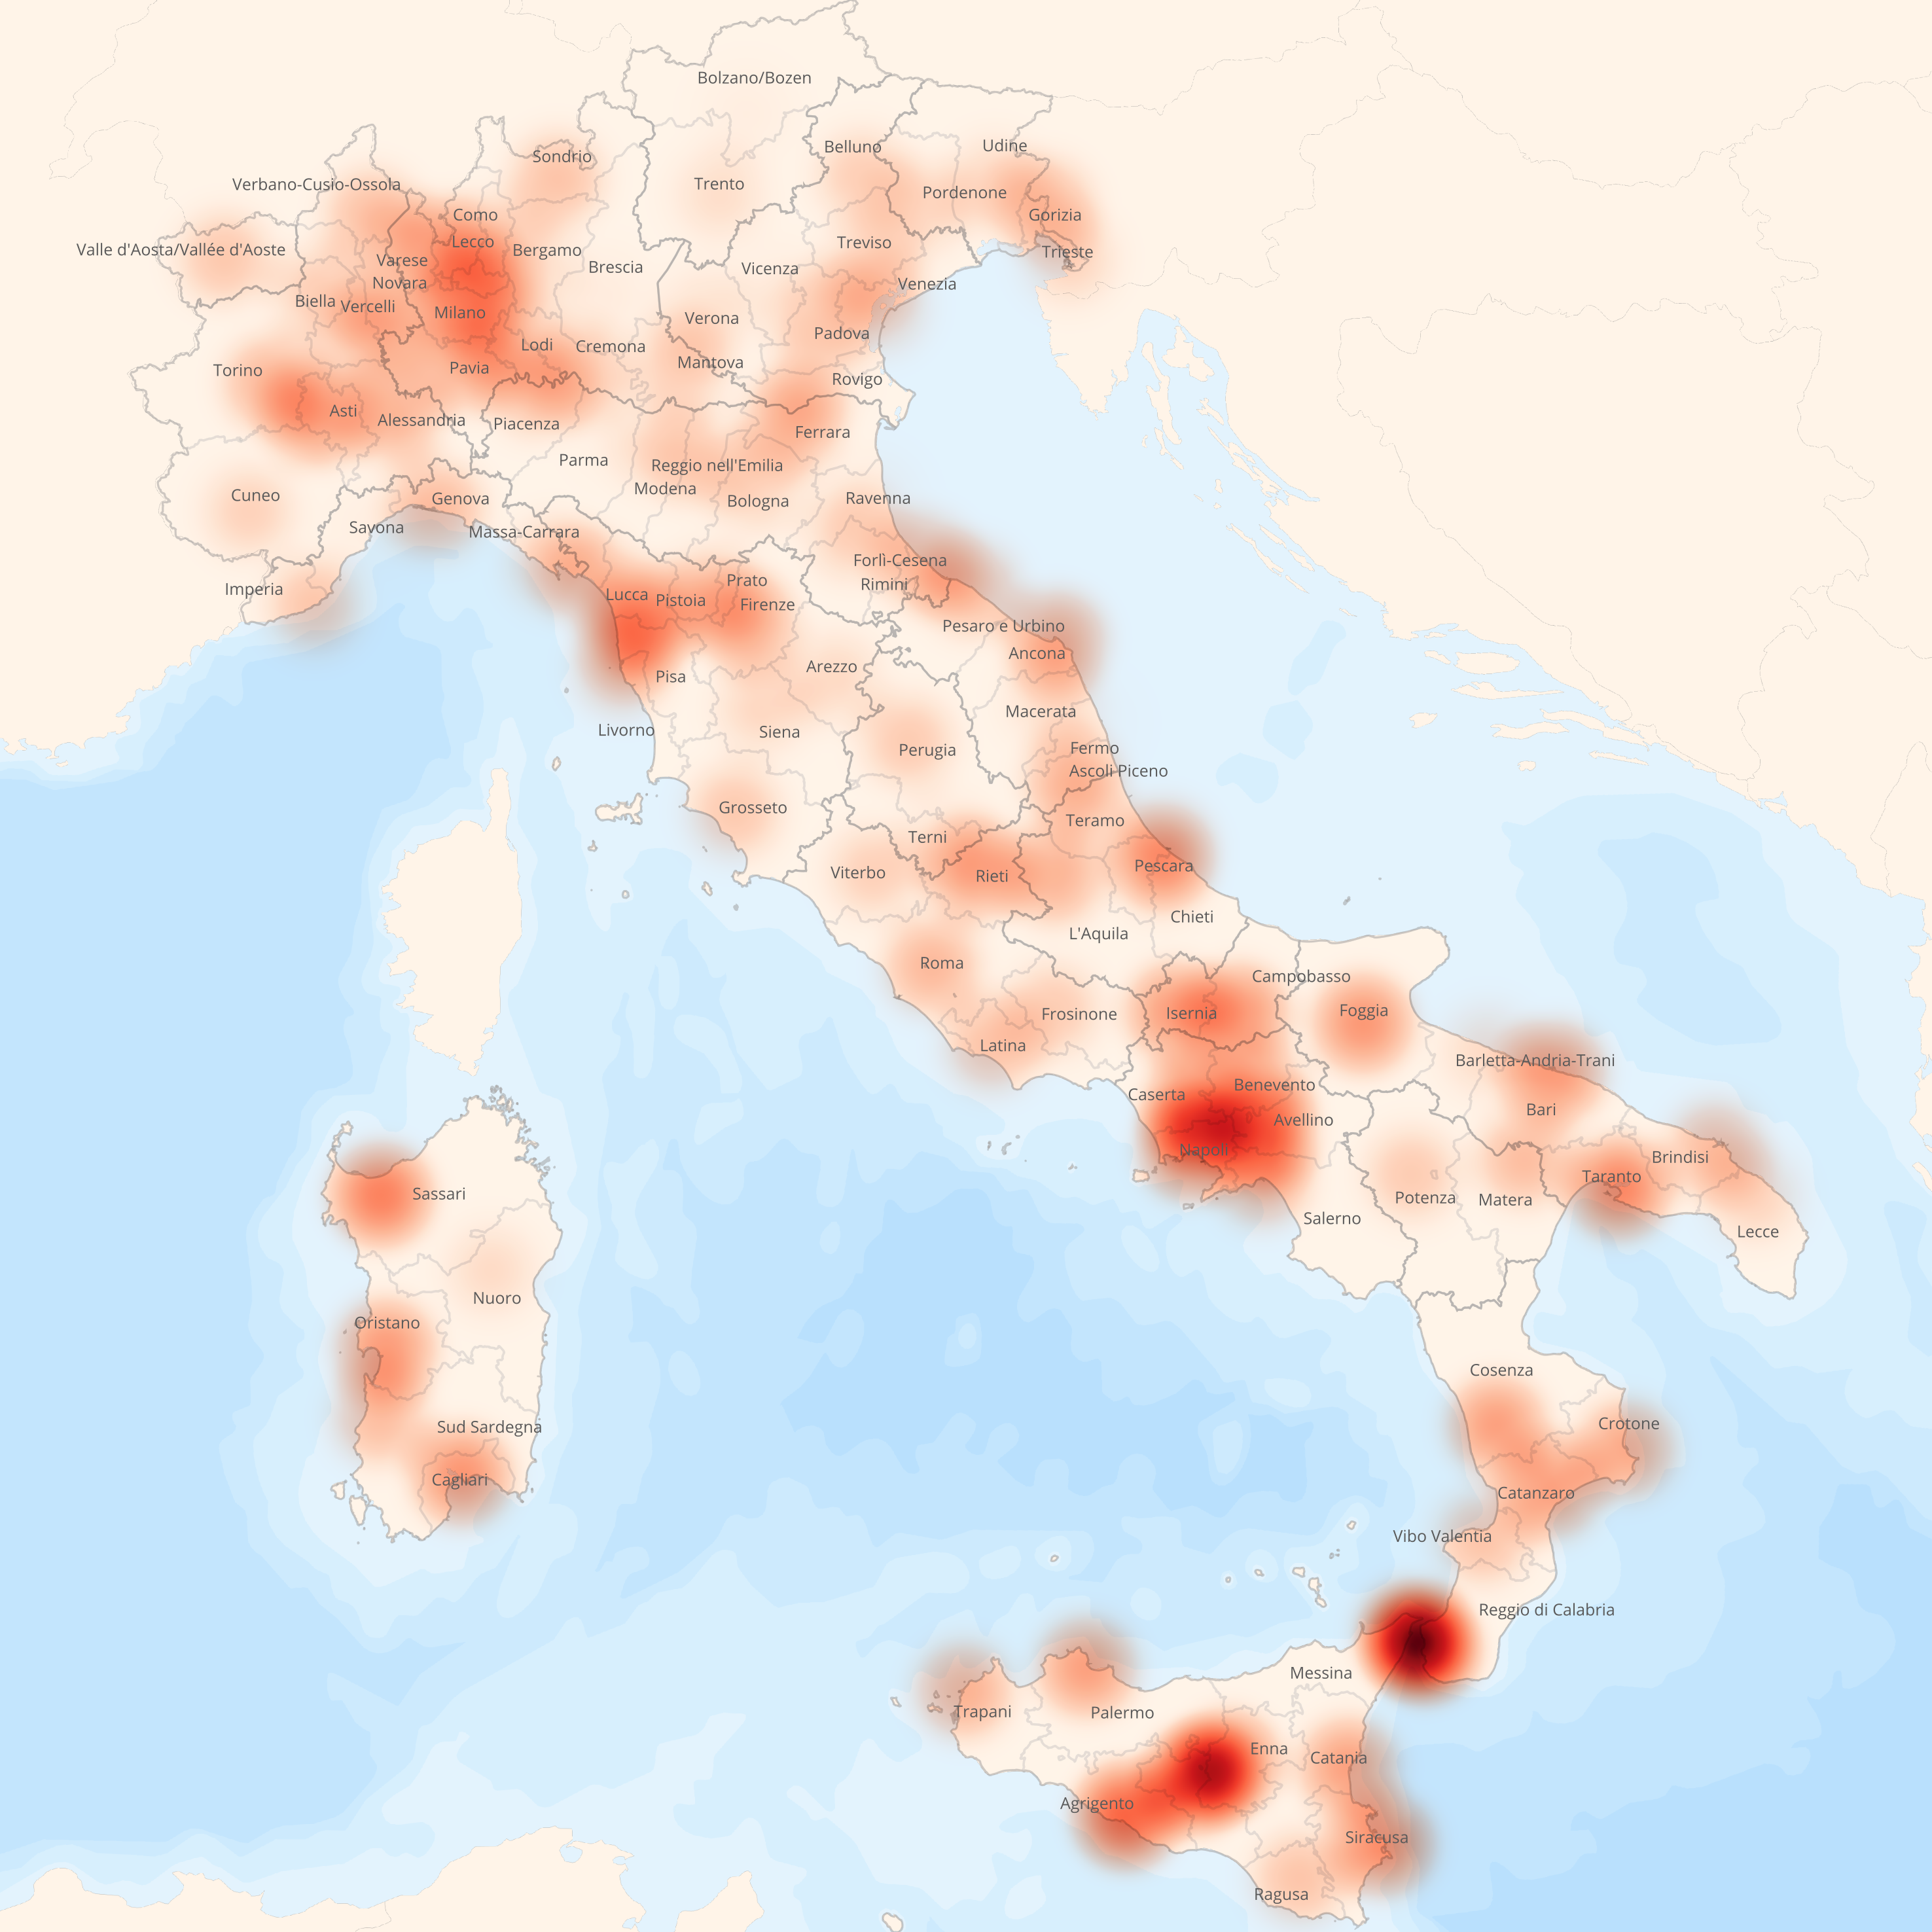 Bolzano/Bozen
Belluno
Udine
Sondrio
Trento
Verbano-Cusio-Ossola
Pordenone
Como
Gorizia
Lecco
Treviso
Valle d'Aosta/Vallée d'Aoste
Bergamo
Trieste
Varese
Brescia
Vicenza
Novara
Venezia
Biella
Vercelli
Milano
Verona
Padova
Lodi
Cremona
Mantova
Pavia
Torino
Rovigo
Asti
Alessandria
Piacenza
Ferrara
Parma
Reggio nell'Emilia
Modena
Cuneo
Genova
Bologna
Ravenna
Savona
Massa-Carrara
Forlì-Cesena
Prato
Rimini
Imperia
Lucca
Pistoia
Firenze
Pesaro e Urbino
Ancona
Arezzo
Pisa
Macerata
Livorno
Siena
Perugia
Fermo
Ascoli Piceno
Grosseto
Teramo
Terni
Pescara
Viterbo
Rieti
Chieti
L'Aquila
Roma
Campobasso
Foggia
Isernia
Frosinone
Latina
Barletta-Andria-Trani
Benevento
Caserta
Bari
Avellino
Napoli
Brindisi
Taranto
Sassari
Potenza
Matera
Salerno
Lecce
Nuoro
Oristano
Cosenza
Crotone
Sud Sardegna
Cagliari
Catanzaro
Vibo Valentia
Reggio di Calabria
Messina
Trapani
Palermo
Enna
Catania
Agrigento
Siracusa
Ragusa